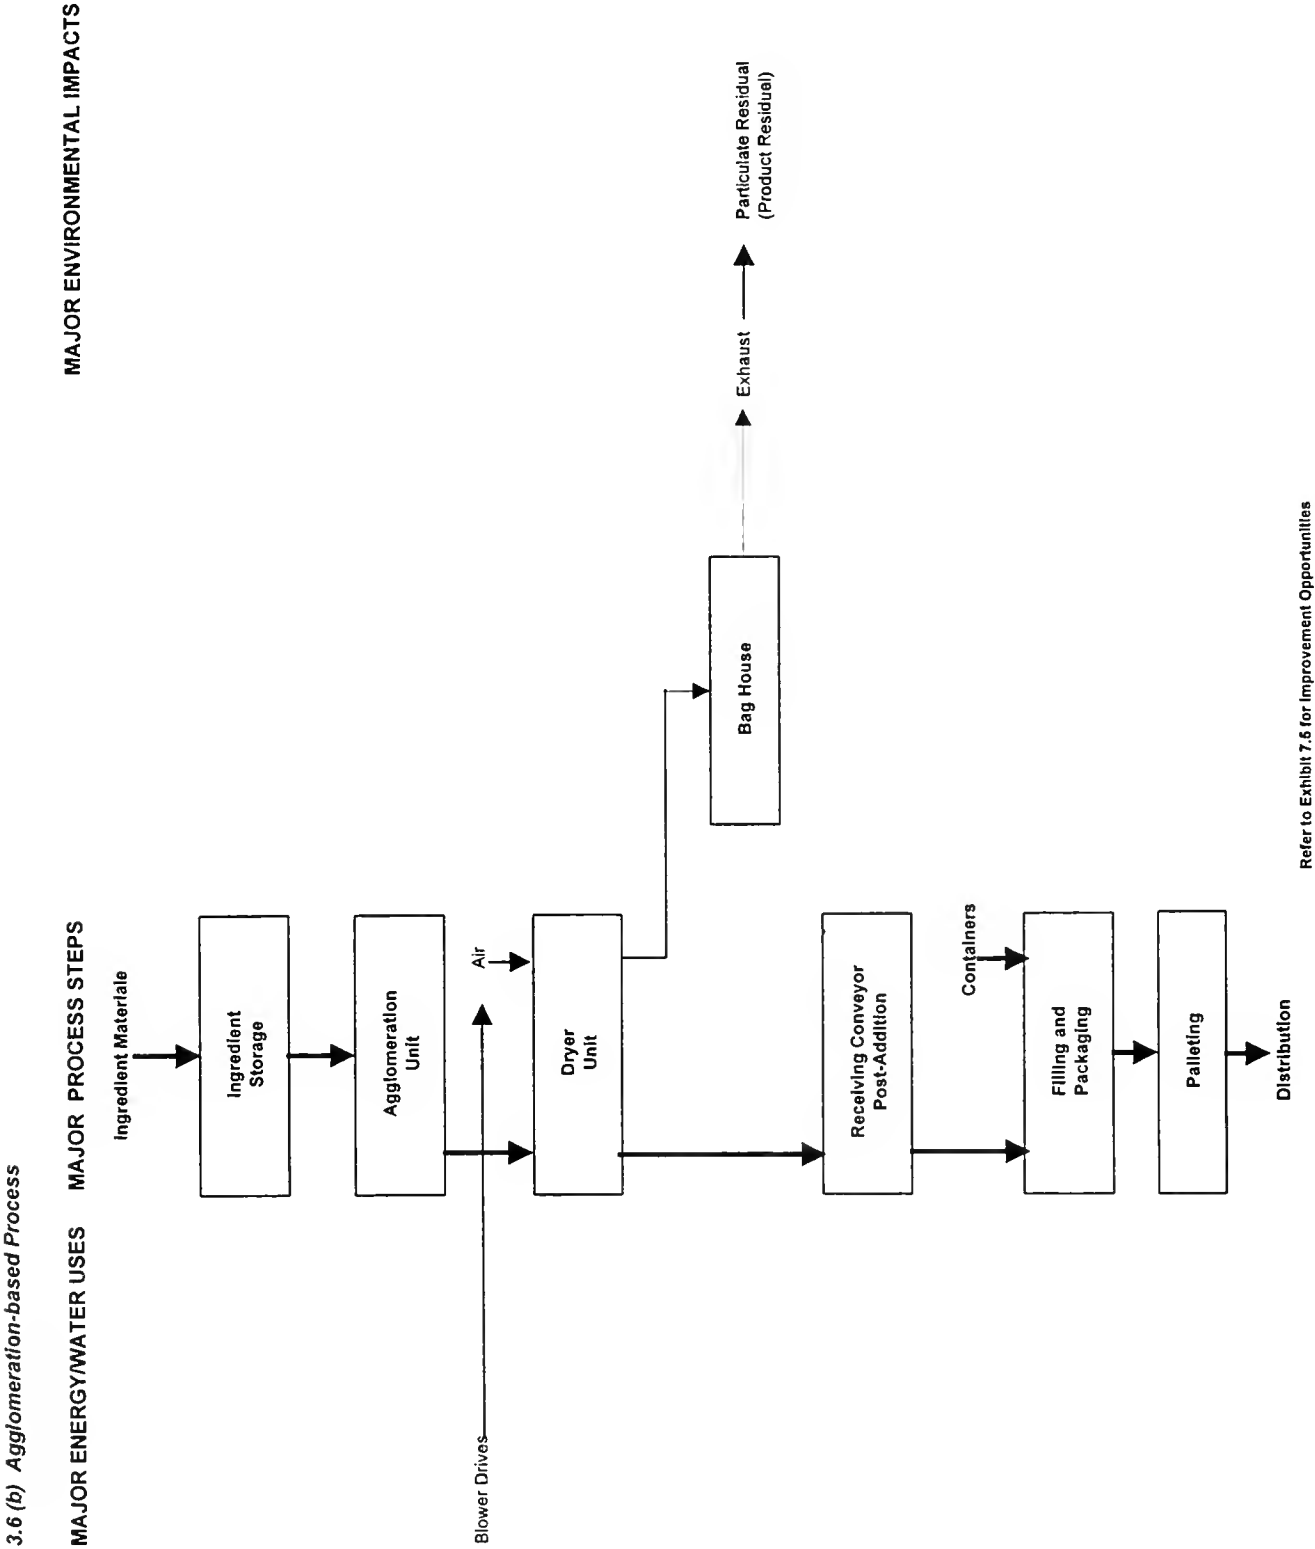 3.6 (b) Agglomeration-based Process
MAJOR ENERGY/WATER USES
MAJOR PROCESS STEPS
MAJOR ENVIRONMENTAL IMPACTS
Ingredient Materiale
Ingredient
Storage
Agglomeration
Unit
Blower Drives
Air
Dryer
Unit
Bag House
Exhaust
Particulate Residual
(Product Residual)
Receiving Conveyor
Post-Addition
Containers
Filling and
Packaging
Palleting
Distribution
Refer to Exhibit 7.6 for Improvement Opportunities